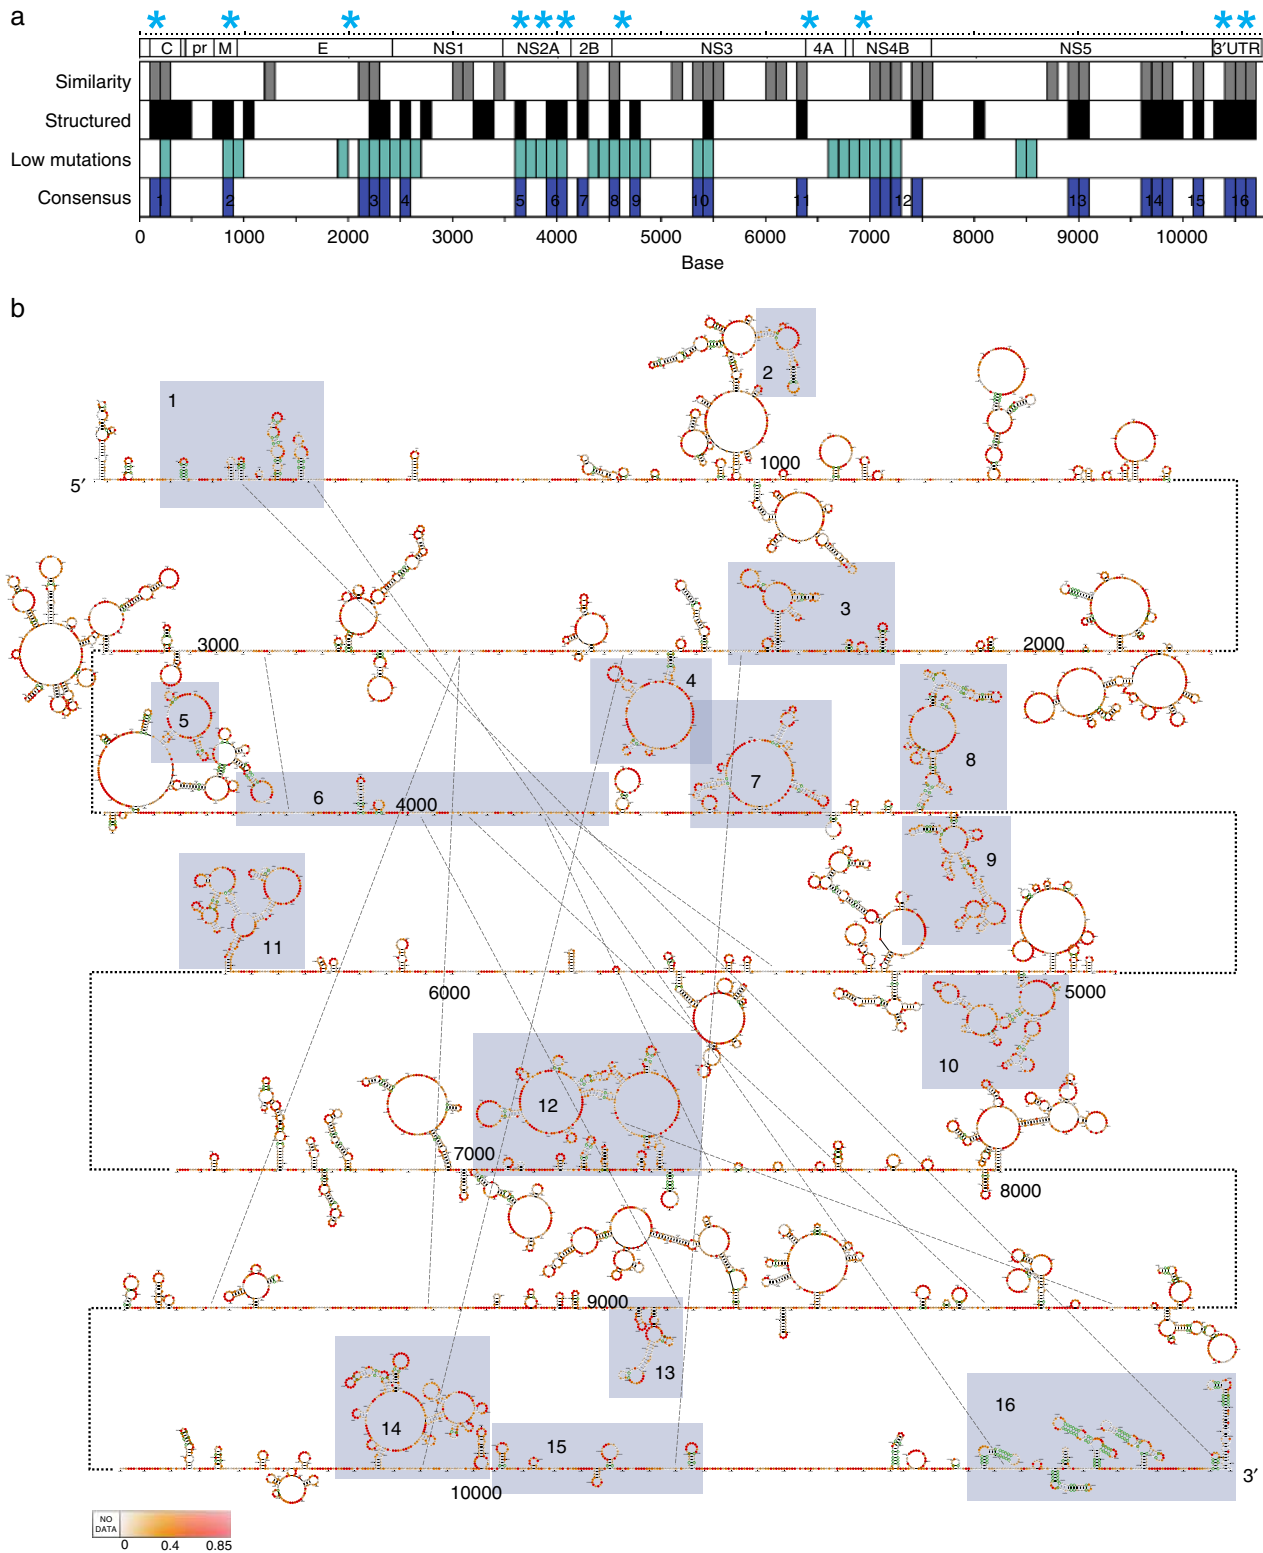 a
* * * * * * * * * * *
C pr M E NS1 NS2A 2B NS3 4A NS4B NS5 3′UTR
Similarity
Structured
Low mutations
Consensus
1 2 3 4 5 6 7 8 9 10 11 12 13 14 15 16
0 1000 2000 3000 4000 5000 6000 7000 8000 9000 10000
Base
b
2
1
1000
5′
3
3000
2000
4
5
8
7
6
4000
9
11
6000
5000
10
12
7000
8000
9000
13
16
14
15
3′
10000
NO DATA
0 0.4 0.85